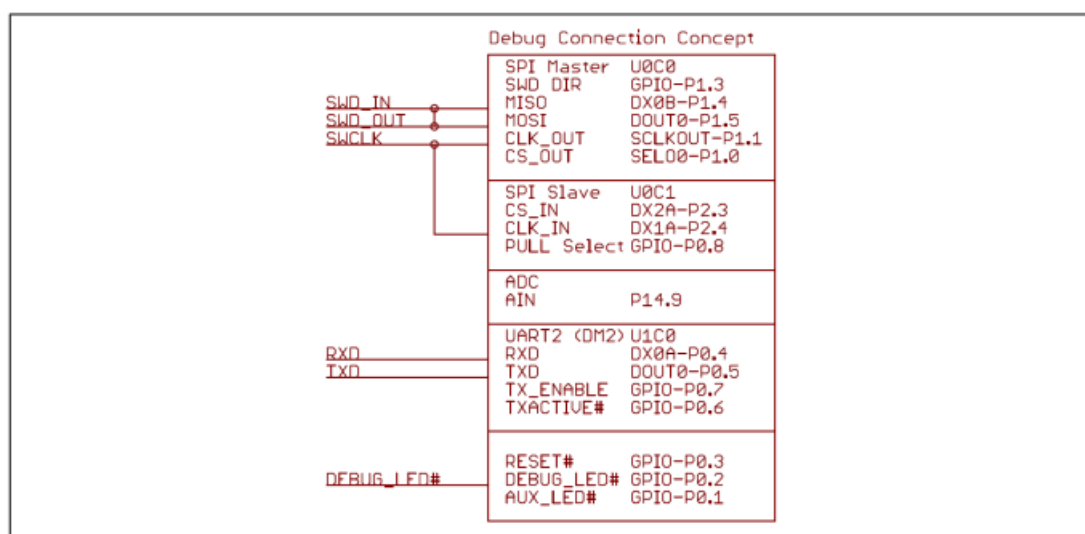 Debug Connection Concept
SPI Master U0C0
SWD DIR GPIO-P1.3
SWD_IN MISO DX0B-P1.4
SWD_OUT MOSI DOUT0-P1.5
SWCLK CLK_OUT SCLKOUT-P1.1
CS_OUT SELO0-P1.0
SPI Slave U0C1
CS_IN DX2A-P2.3
CLK_IN DX1A-P2.4
PULL Select GPIO-P0.8
ADC
AIN P14.9
UART2 (DM2) U1C0
RXD RXD DX0A-P0.4
TXD TXD DOUT0-P0.5
TX_ENABLE GPIO-P0.7
TXACTIVE# GPIO-P0.6
RESET# GPIO-P0.3
DEBUG_LED# DEBUG_LED# GPIO-P0.2
AUX_LED# GPIO-P0.1